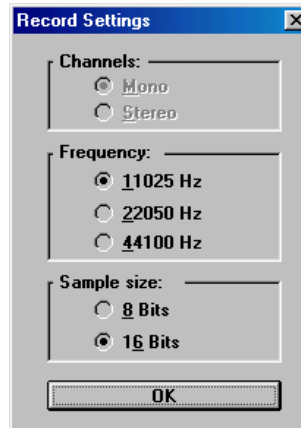 Record Settings
Channels:
Mono
Stereo
Frequency:
11025 Hz
22050 Hz
44100 Hz
Sample size:
8 Bits
16 Bits
OK